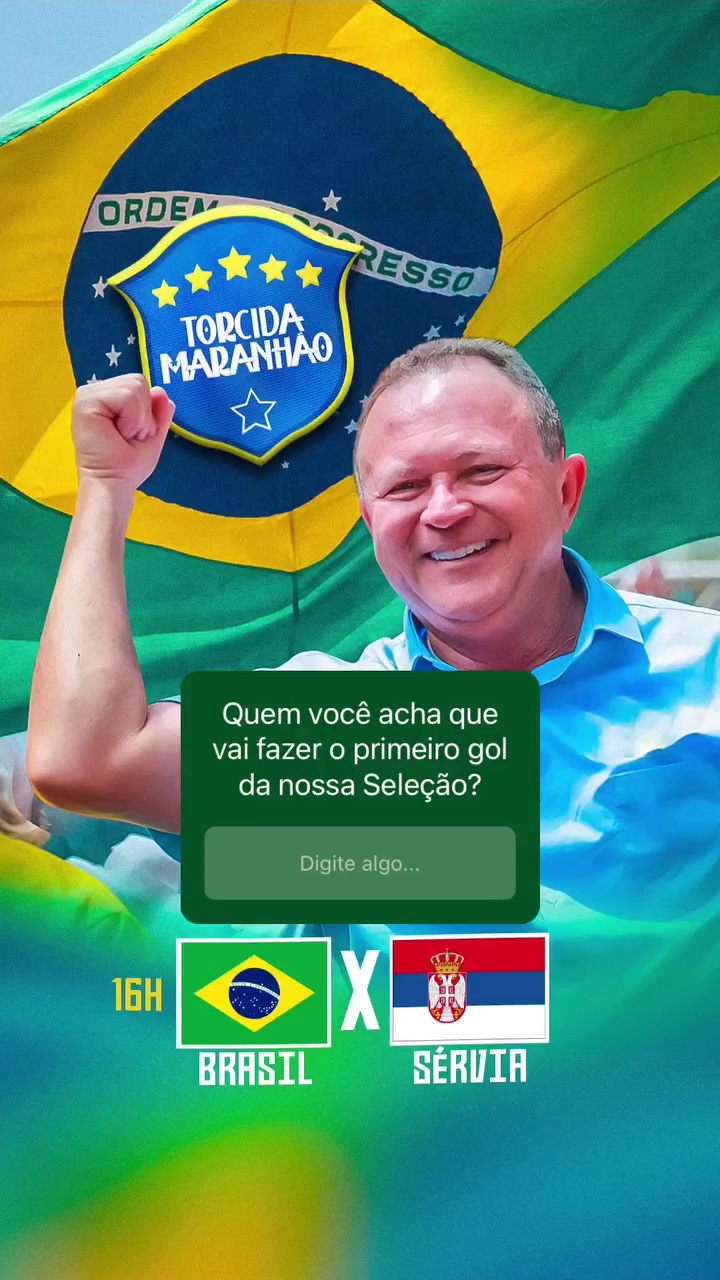 ORDEM PROGRESSO
TORCIDA
MARANHÃO
Quem você acha que
vai fazer o primeiro gol
da nossa Seleção?
Digite algo...
16H
X
BRASIL
SÉRVIA